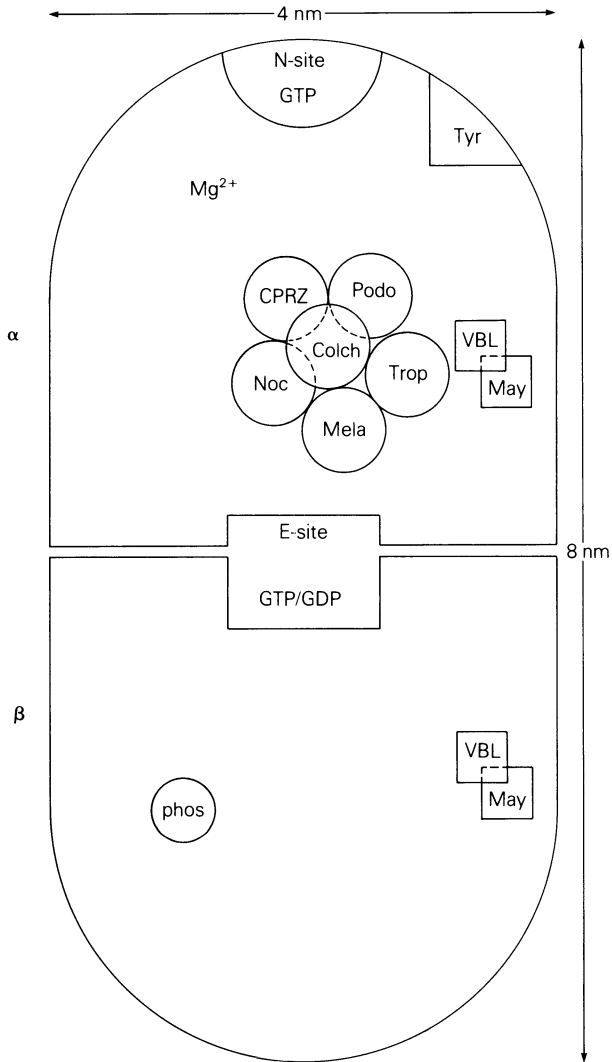 4 nm
N-site
GTP
Tyr
Mg²⁺
CPRZ
Podo
α
VBL
Colch
Trop
Noc
May
Mela
E-site
8 nm
GTP/GDP
β
VBL
May
phos